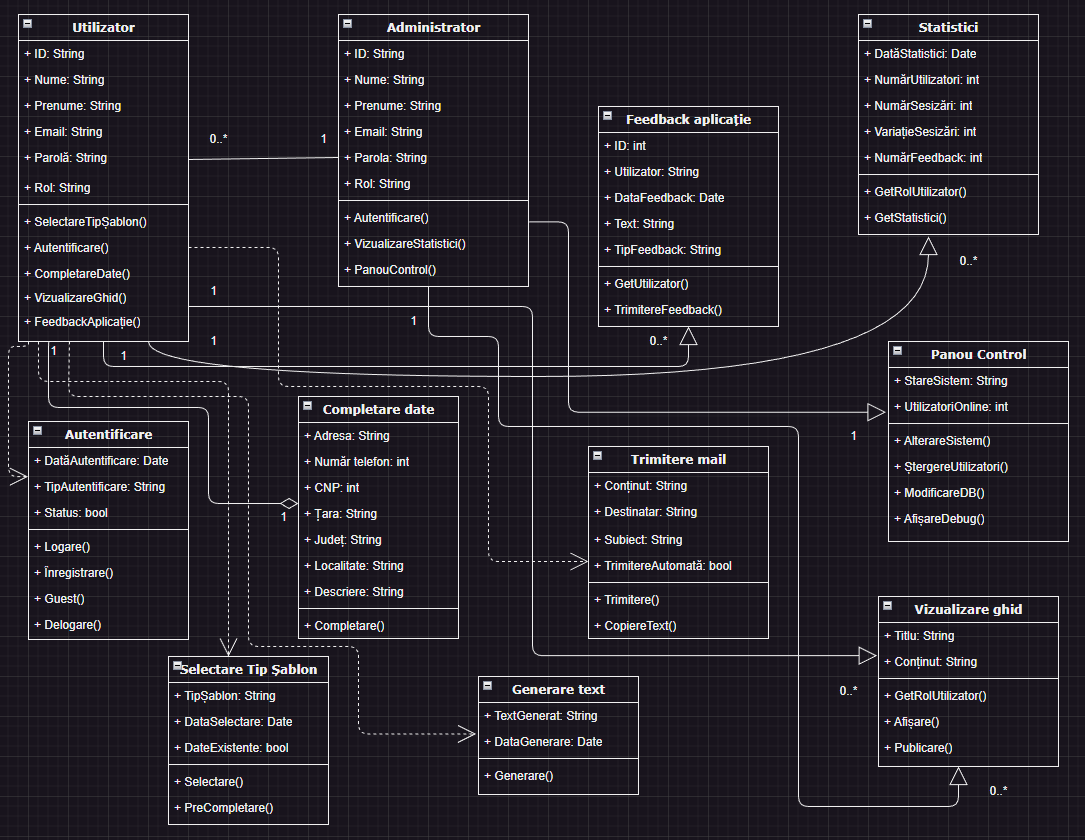 Utilizator
+ ID: String
+ Nume: String
+ Prenume: String
+ Email: String
+ Parolă: String
+ Rol: String
+ SelectareTipȘablon()
+ Autentificare()
+ CompletareDate()
+ VizualizareGhid()
+ FeedbackAplicație()
0..*
1
Administrator
+ ID: String
+ Nume: String
+ Prenume: String
+ Email: String
+ Parola: String
+ Rol: String
+ Autentificare()
+ VizualizareStatistici()
+ PanouControl()
Feedback aplicație
+ ID: int
+ Utilizator: String
+ DataFeedback: Date
+ Text: String
+ TipFeedback: String
+ GetUtilizator()
+ TrimitereFeedback()
0..*
Statistici
+ DatăStatistici: Date
+ NumărUtilizatori: int
+ NumărSesizări: int
+ VariațieSesizări: int
+ NumărFeedback: int
+ GetRolUtilizator()
+ GetStatistici()
0..*
1
1
1
1
1
Panou Control
+ StareSistem: String
+ UtilizatoriOnline: int
+ AlterareSistem()
+ ȘtergereUtilizatori()
+ ModificareDB()
+ AfișareDebug()
1
Autentificare
+ DatăAutentificare: Date
+ TipAutentificare: String
+ Status: bool
+ Logare()
+ Înregistrare()
+ Guest()
+ Delogare()
1
Completare date
+ Adresa: String
+ Număr telefon: int
+ CNP: int
+ Țara: String
+ Județ: String
+ Localitate: String
+ Descriere: String
+ Completare()
Trimitere mail
+ Conținut: String
+ Destinatar: String
+ Subiect: String
+ TrimitereAutomată: bool
+ Trimitere()
+ CopiereText()
Vizualizare ghid
+ Titlu: String
+ Conținut: String
+ GetRolUtilizator()
+ Afișare()
+ Publicare()
0..*
0..*
Selectare Tip Șablon
+ TipȘablon: String
+ DataSelectare: Date
+ DateExistente: bool
+ Selectare()
+ PreCompletare()
Generare text
+ TextGenerat: String
+ DataGenerare: Date
+ Generare()